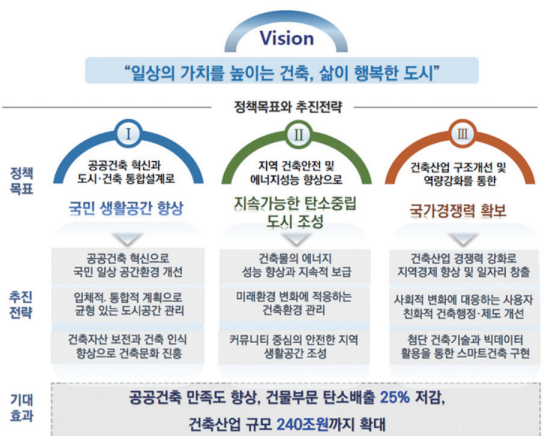 Vision
"일상의 가치를 높이는 건축, 삶이 행복한 도시"
정책목표와 추진전략
정책
목표
Ⅰ
공공건축 혁신과
도시·건축 통합설계로
국민 생활공간 향상
Ⅱ
지역 건축안전 및
에너지성능 향상으로
지속가능한 탄소중립
도시 조성
Ⅲ
건축산업 구조개선 및
역량강화를 통한
국가경쟁력 확보
추진
전략
공공건축 혁신으로
국민 일상 공간환경 개선
입체적. 통합적 계획으로
균형 있는 도시공간 관리
건축자산 보전과 건축 인식
향상으로 건축문화 진흥
건축물의 에너지
성능 향상과 지속적 보급
미래환경 변화에 적응하는
건축환경 관리
커뮤니티 중심의 안전한 지역
생활공간 조성
건축산업 경쟁력 강화로
지역경제 향상 및 일자리 창출
사회적 변화에 대응하는 사용자
친화적 건축행정·제도 개선
첨단 건축기술과 빅데이터
활용을 통한 스마트건축 구현
기대
효과
공공건축 만족도 향상, 건물부문 탄소배출 25% 저감,
건축산업 규모 240조원까지 확대